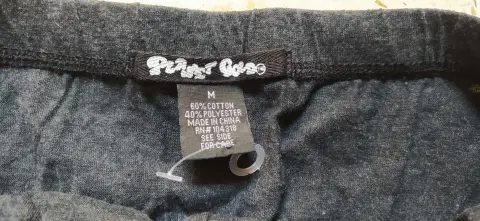 PLANET GOLD
M
60% COTTON
40% POLYESTER
MADE IN CHINA
RN# 104318
SEE SIDE
FOR CARE